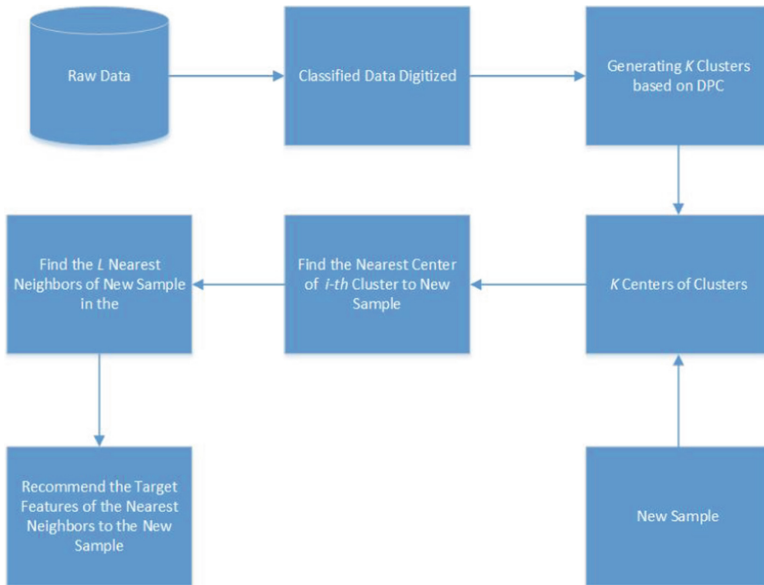 Raw Data
Classified Data Digitized
Generating K Clusters
based on DPC
Find the L Nearest
Neighbors of New Sample
in the
Find the Nearest Center
of i-th Cluster to New
Sample
K Centers of Clusters
Recommend the Target
Features of the Nearest
Neighbors to the New
Sample
New Sample